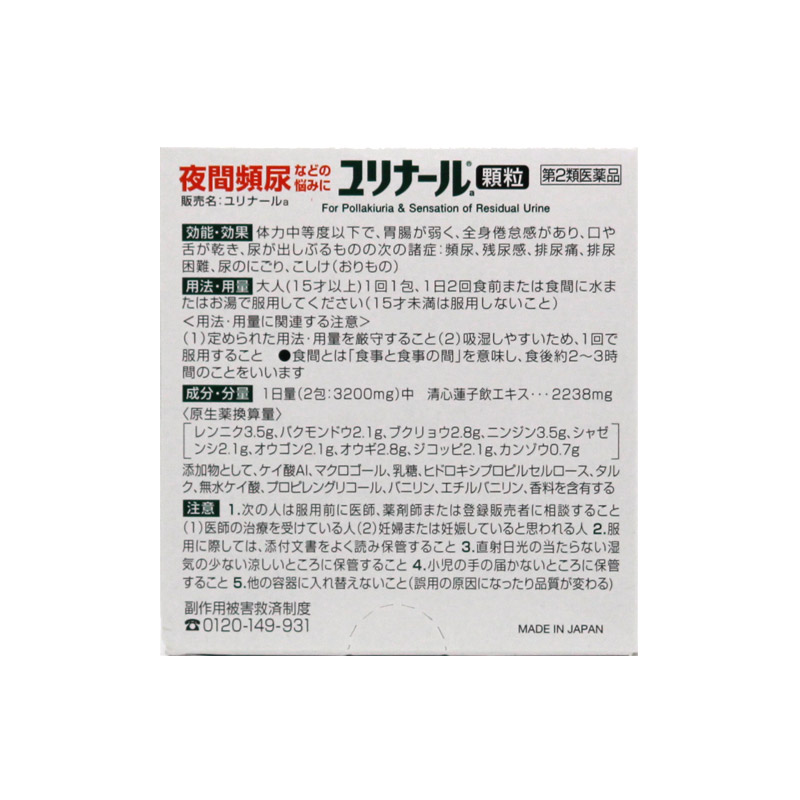 夜間頻尿などの悩みに ユリナール®a 顆粒 第2類医薬品
販売名:ユリナールa
For Pollakiuria & Sensation of Residual Urine
効能・効果 体力中等度以下で、胃腸が弱く、全身倦怠感があり、口や
舌が乾き、尿が出しぶるものの次の諸症:頻尿、残尿感、排尿痛、排尿
困難、尿のにごり、こしけ(おりもの)
用法・用量 大人(15才以上)1回1包、1日2回食前または食間に水ま
たはお湯で服用してください(15才未満は服用しないこと)
〈用法・用量に関連する注意〉
(1)定められた用法・用量を厳守すること(2)吸湿しやすいため、1回で
服用すること ●食間とは「食事と食事の間」を意味し、食後約2~3時
間のことをいいます
成分・分量 1日量(2包:3200mg)中 清心蓮子飲エキス・・・2238mg
〈原生薬換算量〉
[レンニク3.5g、バクモンドウ2.1g、ブクリョウ2.8g、ニンジン3.5g、シャゼ
ンシ2.1g、オウゴン2.1g、オウギ2.8g、ジコッピ2.1g、カンゾウ0.7g]
添加物として、ケイ酸Al、マクロゴール、乳糖、ヒドロキシプロピルセルロース、タル
ク、無水ケイ酸、プロピレングリコール、バニリン、エチルバニリン、香料を含有する
注意 1.次の人は服用前に医師、薬剤師または登録販売者に相談すること
(1)医師の治療を受けている人(2)妊婦または妊娠していると思われる人 2.服
用に際しては、添付文書をよく読み保管すること 3.直射日光の当たらない湿
気の少ない涼しいところに保管すること 4.小児の手の届かないところに保管
すること 5.他の容器に入れ替えないこと(誤用の原因になったり品質が変わる)
副作用被害救済制度
☎0120-149-931
MADE IN JAPAN